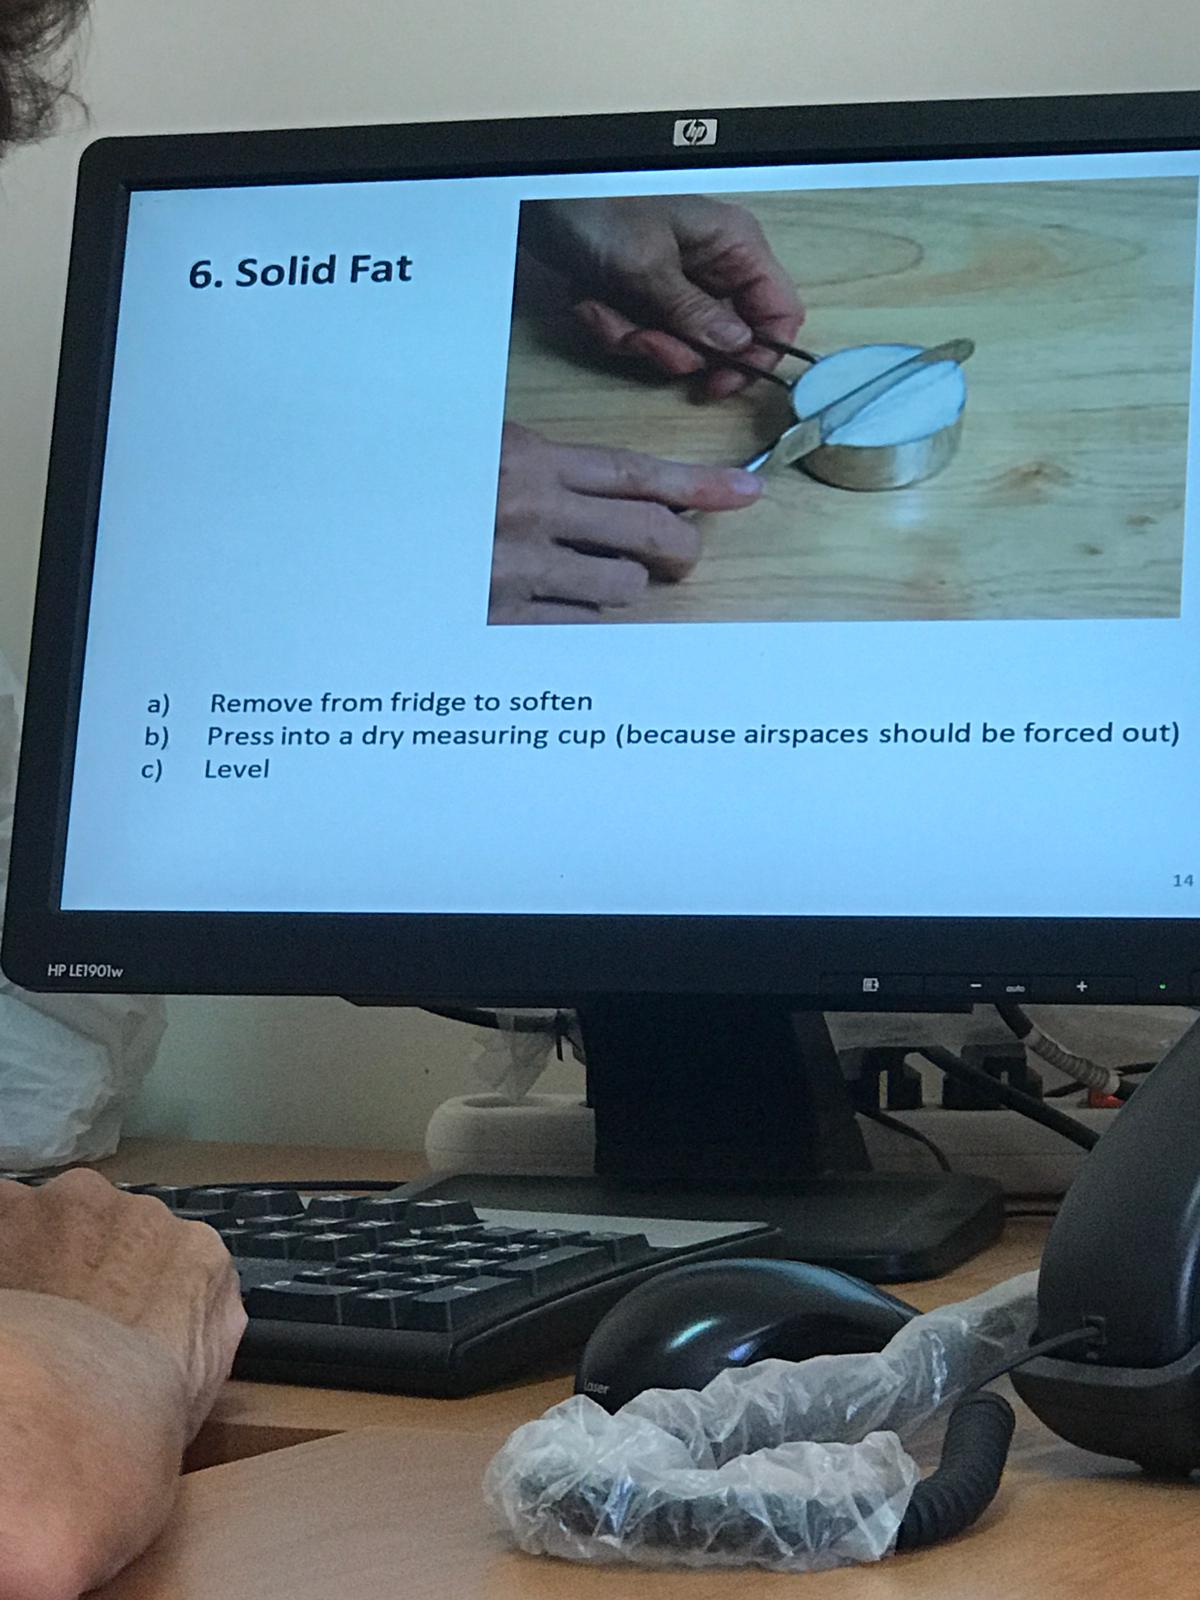 hp
6. Solid Fat
a) Remove from fridge to soften
b) Press into a dry measuring cup (because airspaces should be forced out)
c) Level
14
HP LE1901w
auto
Laser